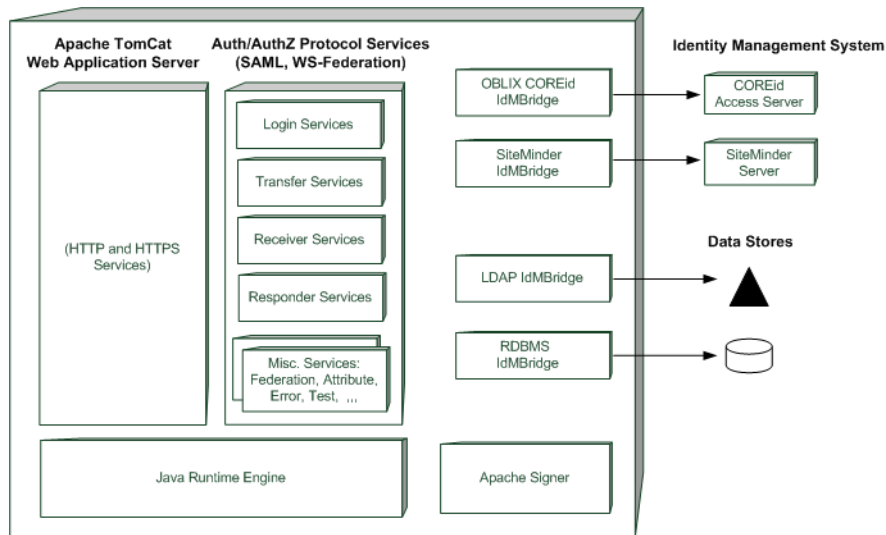 Apache TomCat
Web Application Server
Auth/AuthZ Protocol Services
(SAML, WS-Federation)
Identity Management System
(HTTP and HTTPS
Services)
Login Services
Transfer Services
Receiver Services
Responder Services
Misc. Services:
Federation, Attribute,
Error, Test, ,,,
OBLIX COREid
IdMBridge
COREid
Access Server
SiteMinder
IdMBridge
SiteMinder
Server
Data Stores
LDAP IdMBridge
RDBMS
IdMBridge
Java Runtime Engine
Apache Signer